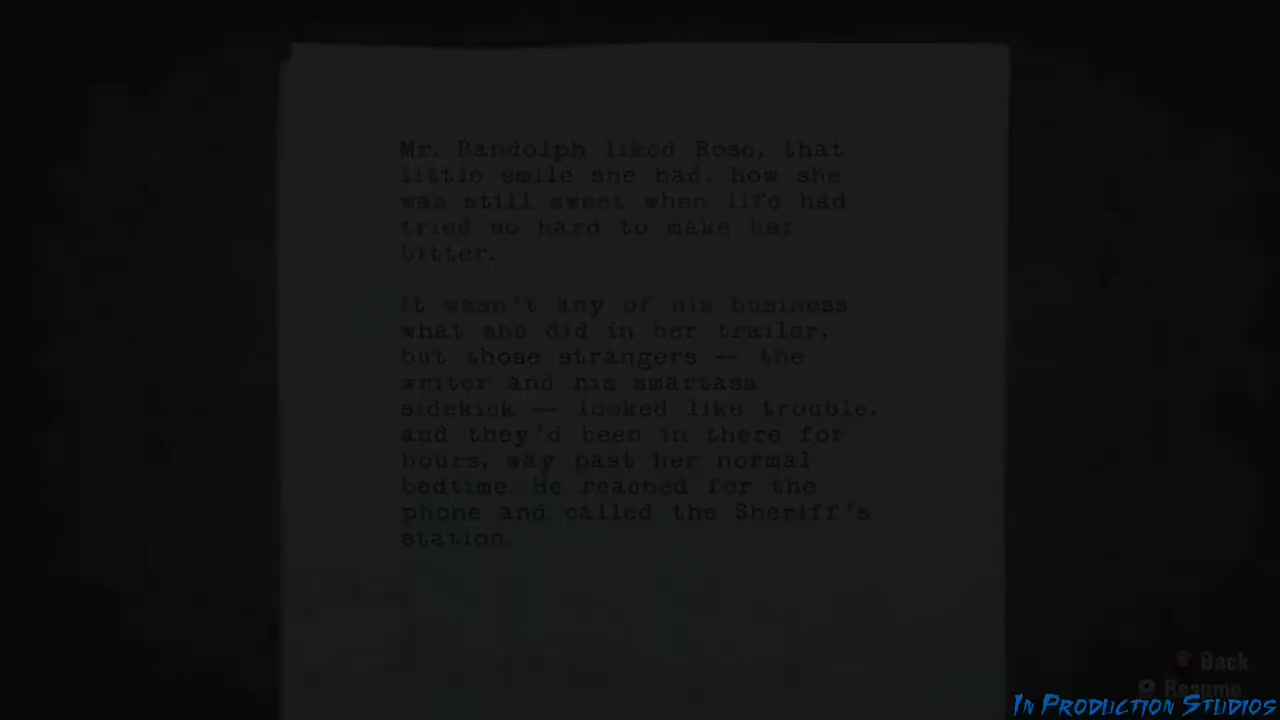 Mr. Randolph liked Rose, that
little smile she had, how she
was still sweet when life had
tried so hard to make her
bitter.
It wasn't any of his business
what she did in her trailer,
but those strangers — the
writer and his smartass
sidekick — looked like trouble,
and they'd been in there for
hours, way past her normal
bedtime. He reached for the
phone and called the Sheriff's
station.
Back
Resume
In Production Studios